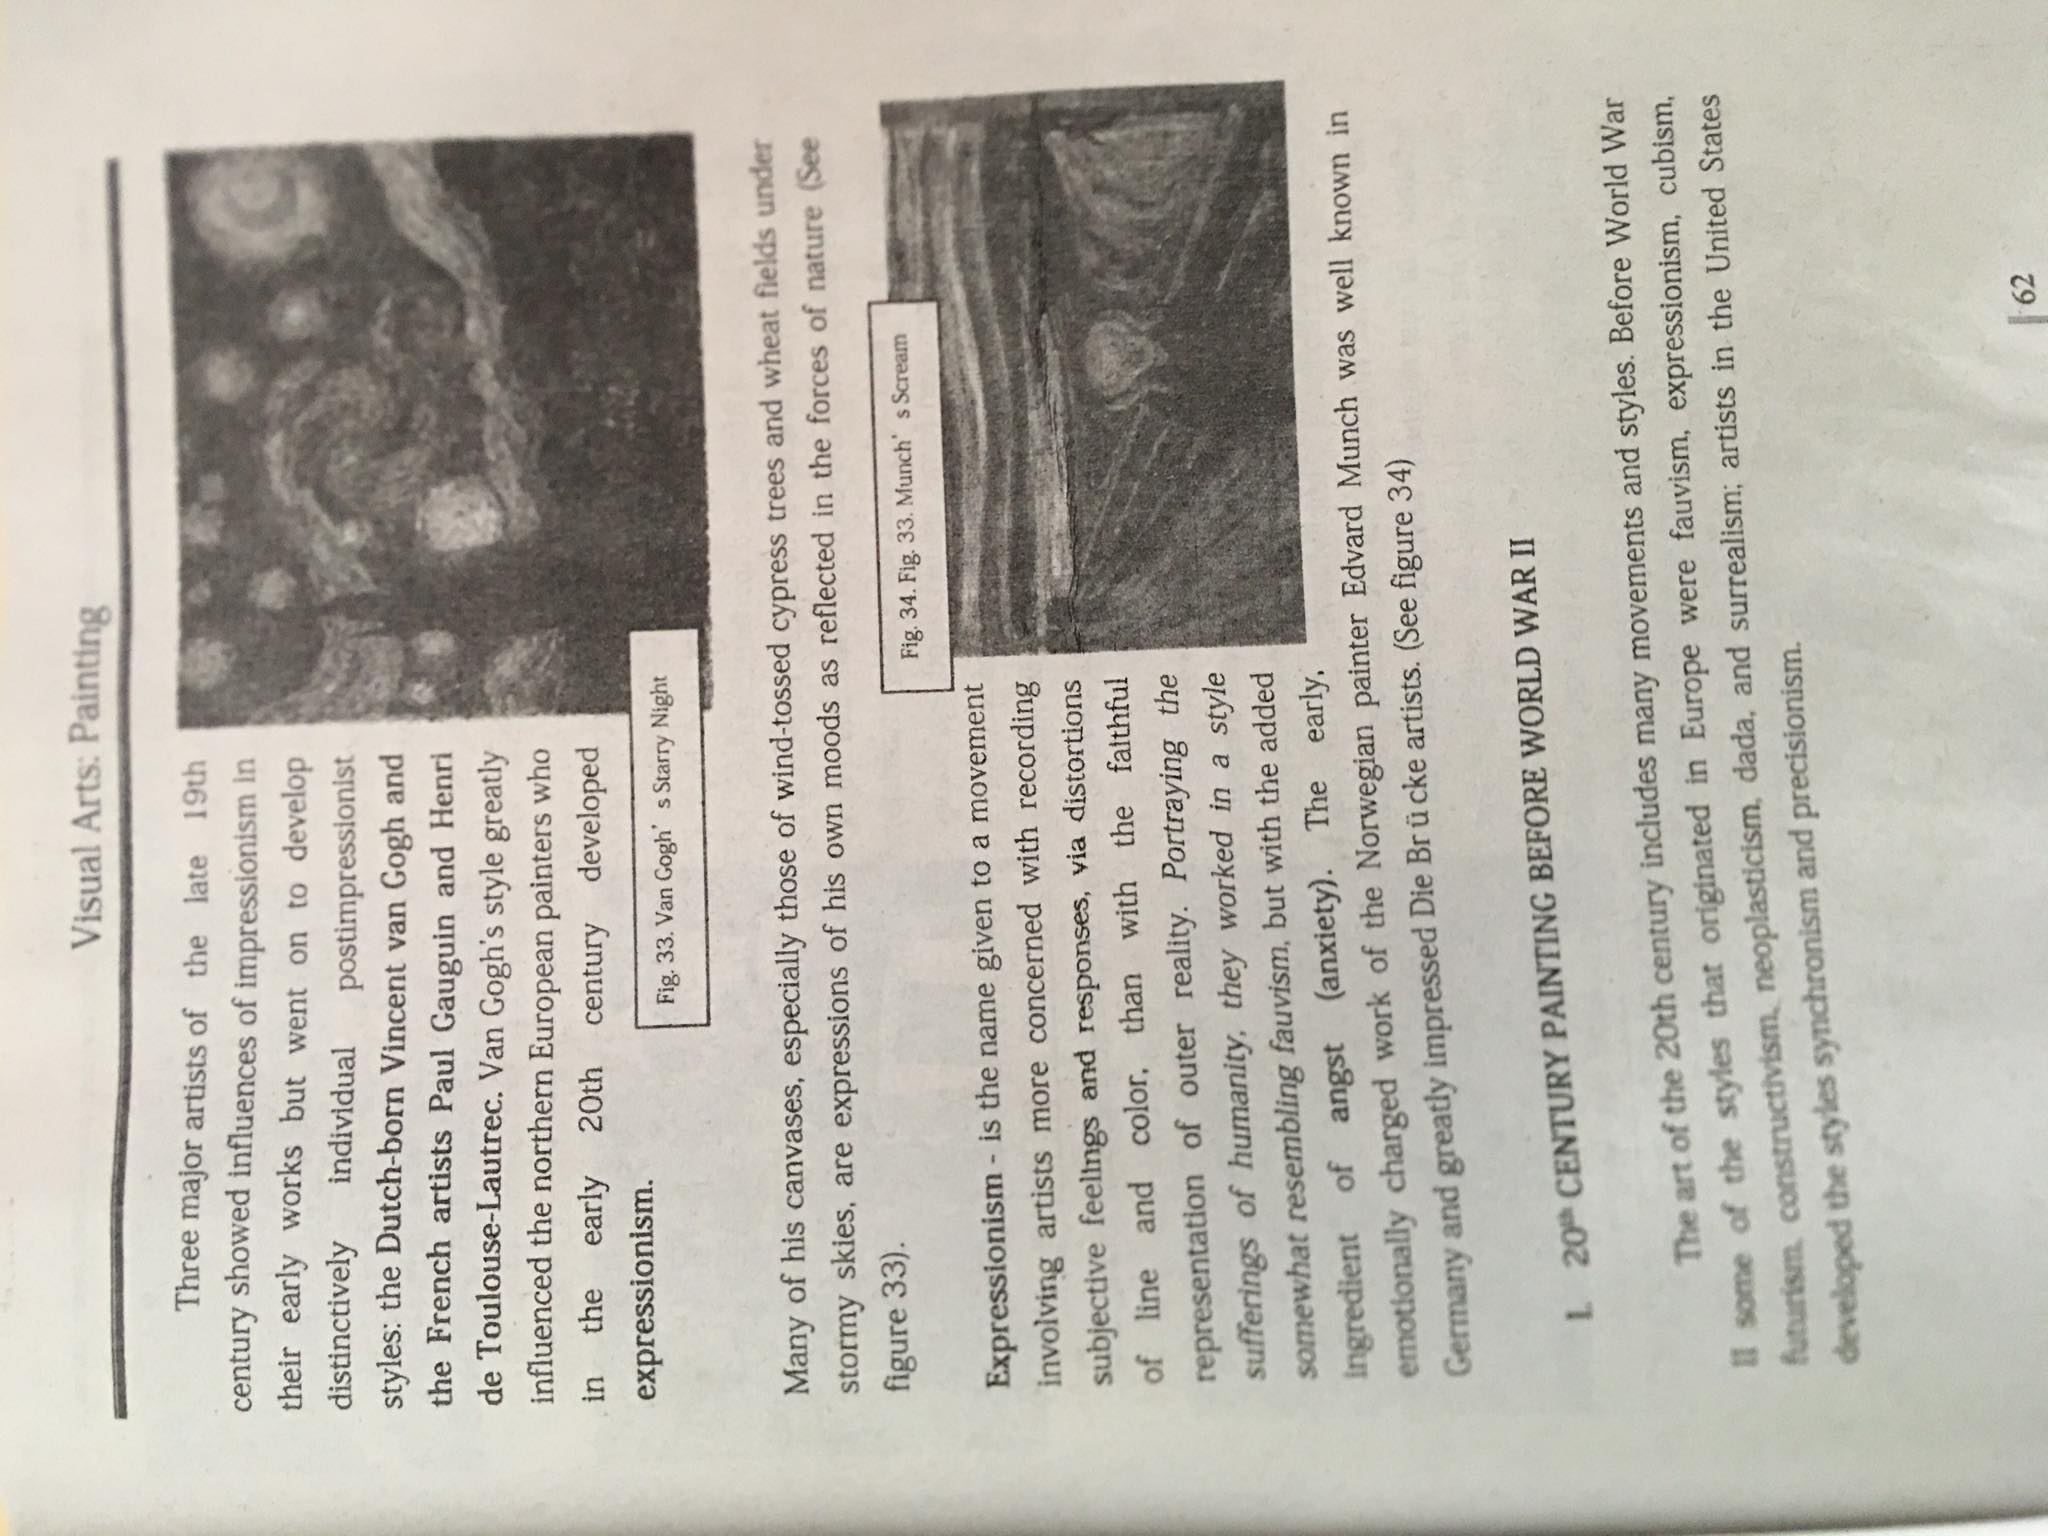 Visual Arts: Painting
Three major artists of the late 19th
century showed influences of impressionism in
their early works but went on to develop
distinctively individual postimpressionist
styles: the Dutch-born Vincent van Gogh and
the French artists Paul Gauguin and Henri
de Toulouse-Lautrec. Van Gogh's style greatly
influenced the northern European painters who
in the early 20th century developed
expressionism.
Fig. 33. Van Gogh's Starry Night
Many of his canvases, especially those of wind-tossed cypress trees and wheat fields under
stormy skies, are expressions of his own moods as reflected in the forces of nature (See
figure 33).
Fig. 34. Fig. 33. Munch's Scream
Expressionism - is the name given to a movement
involving artists more concerned with recording
subjective feelings and responses, via distortions
of line and color, than with the faithful
representation of outer reality. Portraying the
sufferings of humanity, they worked in a style
somewhat resembling fauvism, but with the added
ingredient of angst (anxiety). The early,
emotionally charged work of the Norwegian painter Edvard Munch was well known in
Germany and greatly impressed Die Brücke artists. (See figure 34)
I. 20th CENTURY PAINTING BEFORE WORLD WAR II
The art of the 20th century includes many movements and styles. Before World War
II some of the styles that originated in Europe were fauvism, expressionism, cubism,
futurism, constructivism, neoplasticism, dada, and surrealism; artists in the United States
developed the styles synchronism and precisionism.
62